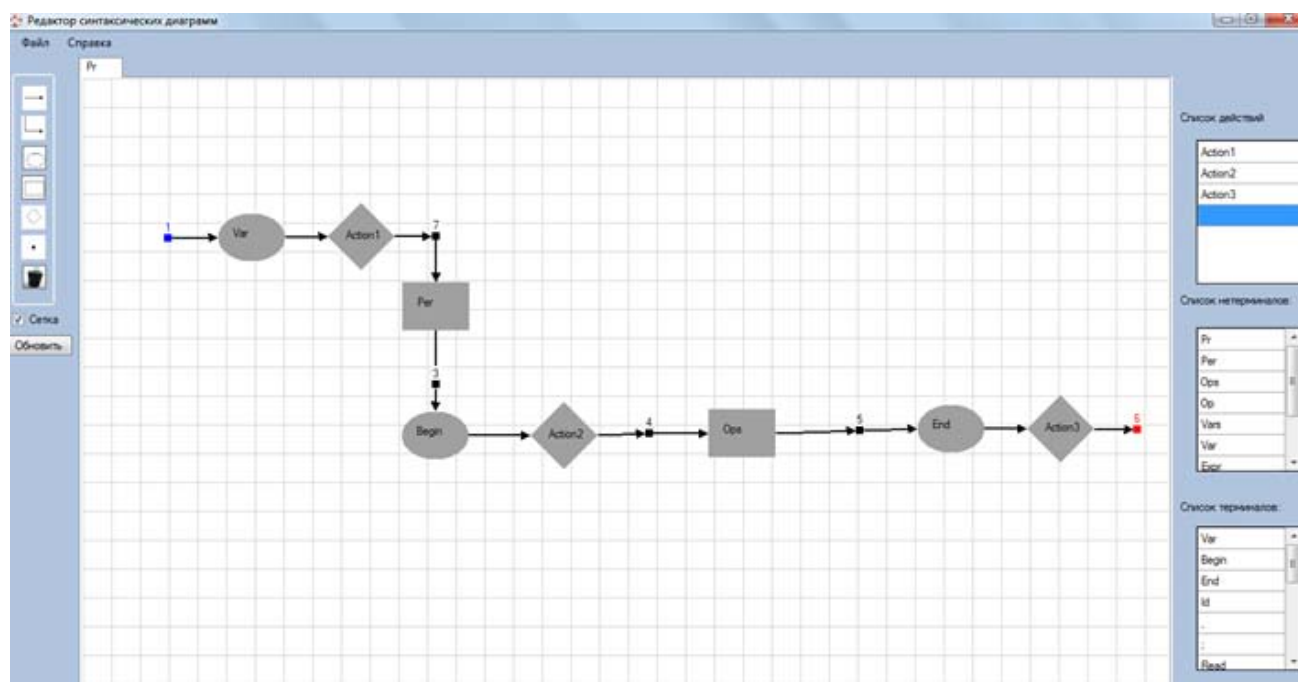 Редактор синтаксических диаграмм
Файл Справка
Pr
Сетка
Обновить
1
Var
Action1
7
Per
3
Begin
Action2
4
Ops
5
End
Action3
6
Список действий
Action1
Action2
Action3
Список нетерминалов:
Pr
Per
Ops
Op
Vars
Var
Expr
Список терминалов:
Var
Begin
End
Id
.
:
Read